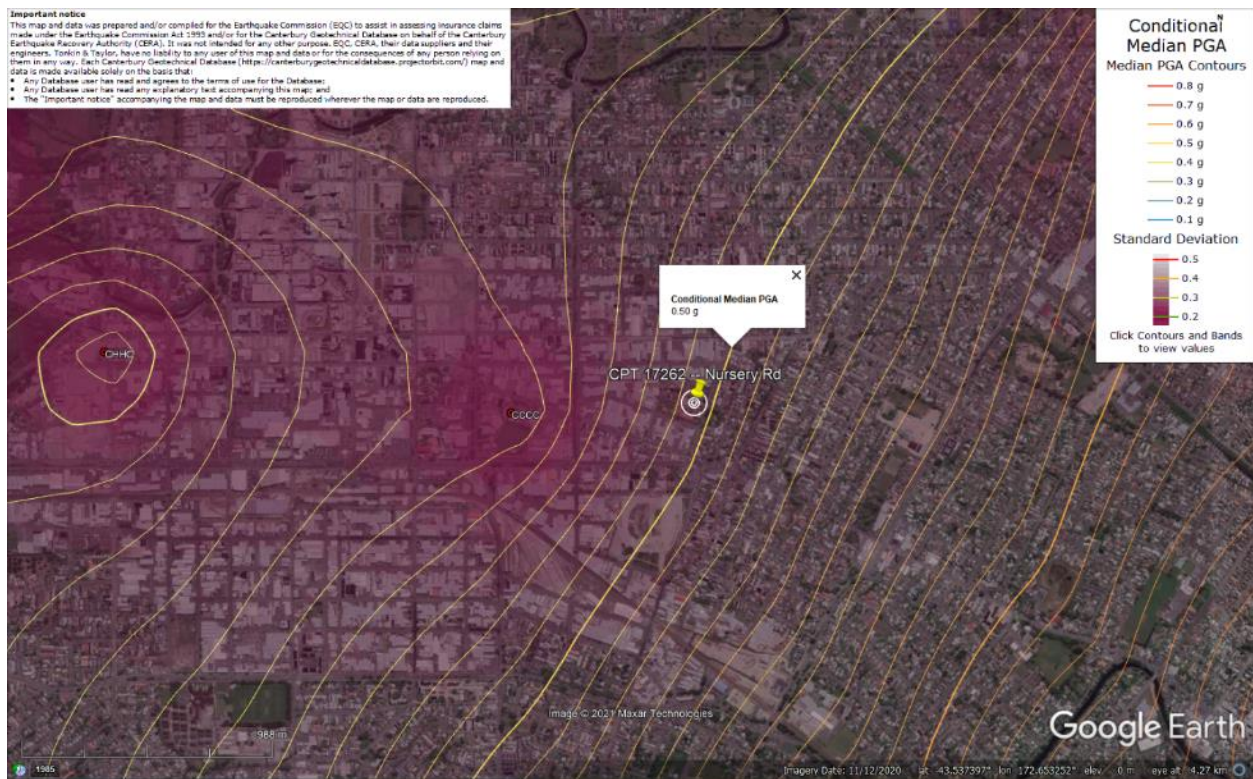 Important notice
This map and data was prepared and/or compiled for the Earthquake Commission (EQC) to assist in assessing insurance claims
made under the Earthquake Commission Act 1993 and/or for the Canterbury Geotechnical Database on behalf of the Canterbury
Earthquake Recovery Authority (CERA). It was not intended for any other purpose. EQC, CERA, their data suppliers and their
engineers, Tonkin & Taylor, have no liability to any user of this map and data or for the consequences of any person relying on
them in any way. Each Canterbury Geotechnical Database (https://canterburygeotechnicaldatabase.projectorbit.com/) map and
data is made available solely on the basis that:
• Any Database user has read and agrees to the terms of use for the Database;
• Any Database user has read any explanatory text accompanying this map; and
• The "Important notice" accompanying the map and data must be reproduced wherever the map or data are reproduced.
N
Conditional
Median PGA
Median PGA Contours
0.8 g
0.7 g
0.6 g
0.5 g
0.4 g
0.3 g
0.2 g
0.1 g
Standard Deviation
0.5
0.4
0.3
0.2
Click Contours and Bands
to view values
Conditional Median PGA
0.50 g
CHHC
CPT 17262 -- Nursery Rd
CCCC
Image © 2021 Maxar Technologies
Google Earth
988 m
1985
Imagery Date: 11/12/2020 lat -43.537397° lon 172.653252° elev 0 m eye alt 4.27 km